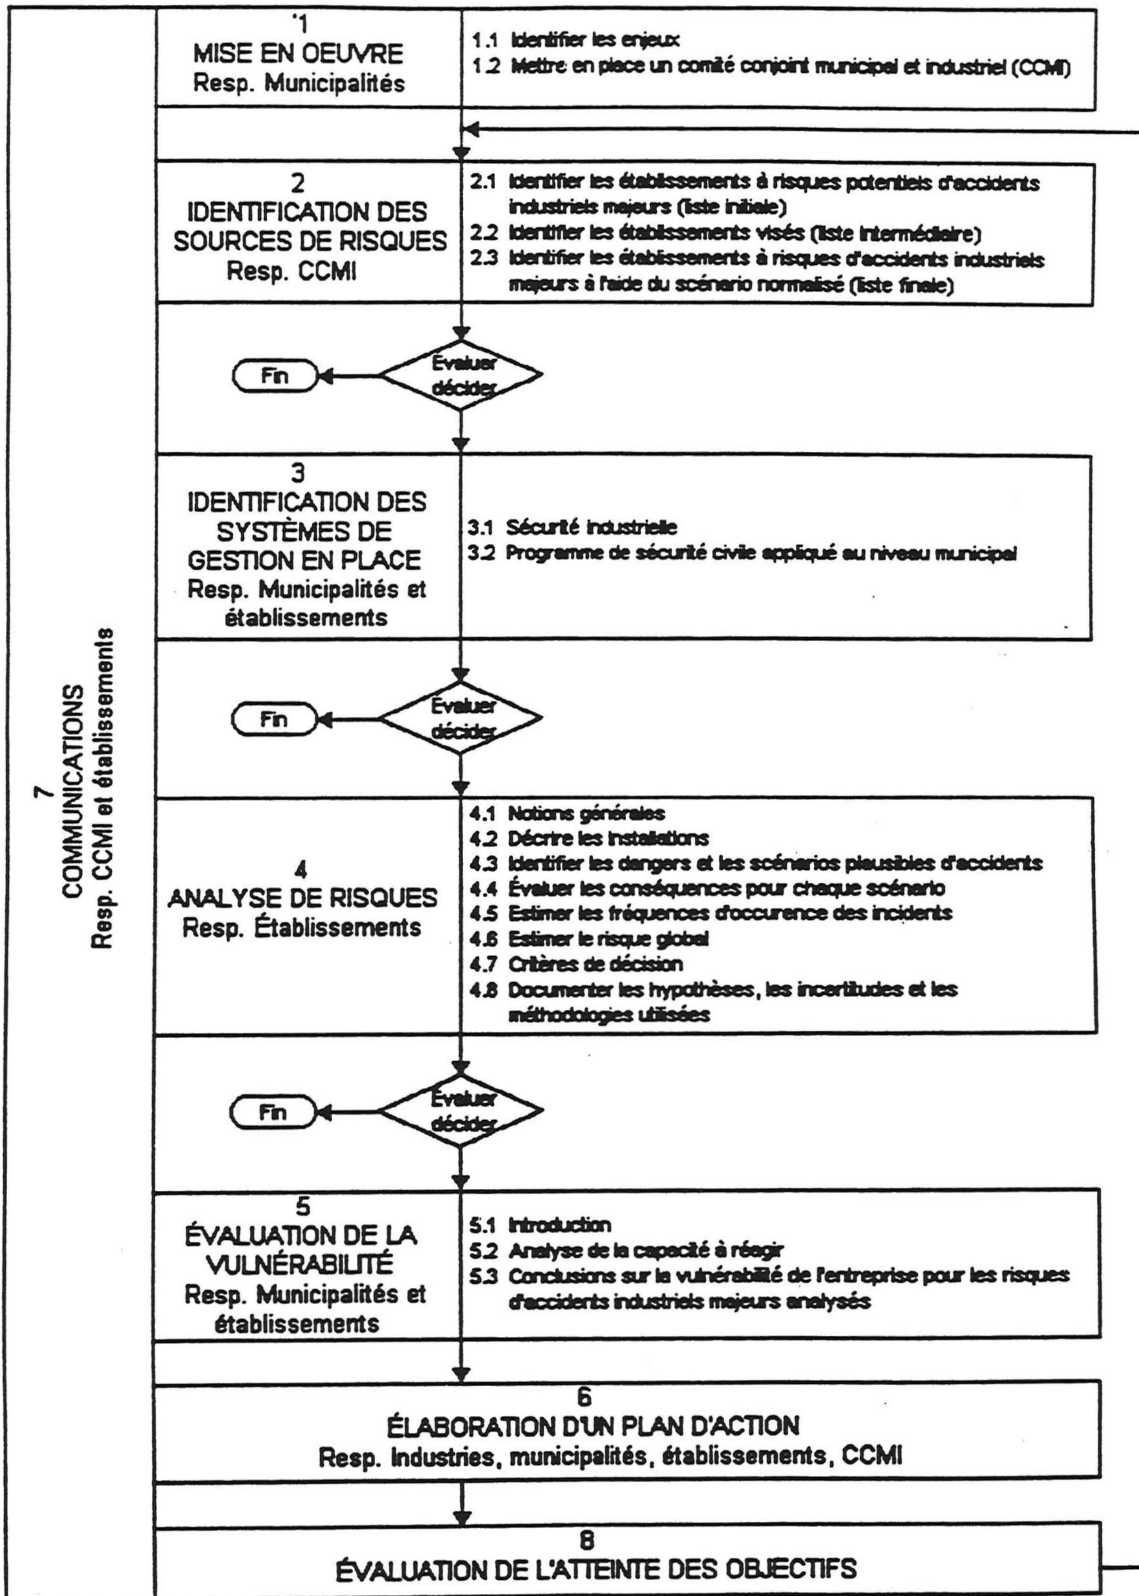 7
COMMUNICATIONS
Resp. CCMI et établissements
1
MISE EN OEUVRE
Resp. Municipalités
1.1 Identifier les enjeux
1.2 Mettre en place un comité conjoint municipal et industriel (CCMI)
2
IDENTIFICATION DES
SOURCES DE RISQUES
Resp. CCMI
2.1 Identifier les établissements à risques potentiels d'accidents
industriels majeurs (liste initiale)
2.2 Identifier les établissements visés (liste intermédiaire)
2.3 Identifier les établissements à risques d'accidents industriels
majeurs à l'aide du scénario normalisé (liste finale)
Évaluer
décider
Fin
3
IDENTIFICATION DES
SYSTÈMES DE
GESTION EN PLACE
Resp. Municipalités et
établissements
3.1 Sécurité industrielle
3.2 Programme de sécurité civile appliqué au niveau municipal
Évaluer
décider
Fin
4
ANALYSE DE RISQUES
Resp. Établissements
4.1 Notions générales
4.2 Décrire les installations
4.3 Identifier les dangers et les scénarios plausibles d'accidents
4.4 Évaluer les conséquences pour chaque scénario
4.5 Estimer les fréquences d'occurence des incidents
4.6 Estimer le risque global
4.7 Critères de décision
4.8 Documenter les hypothèses, les incertitudes et les
méthodologies utilisées
Évaluer
décider
Fin
5
ÉVALUATION DE LA
VULNÉRABILITÉ
Resp. Municipalités et
établissements
5.1 Introduction
5.2 Analyse de la capacité à réagir
5.3 Conclusions sur la vulnérabilité de l'entreprise pour les risques
d'accidents industriels majeurs analysés
6
ÉLABORATION D'UN PLAN D'ACTION
Resp. Industries, municipalités, établissements, CCMI
8
ÉVALUATION DE L'ATTEINTE DES OBJECTIFS